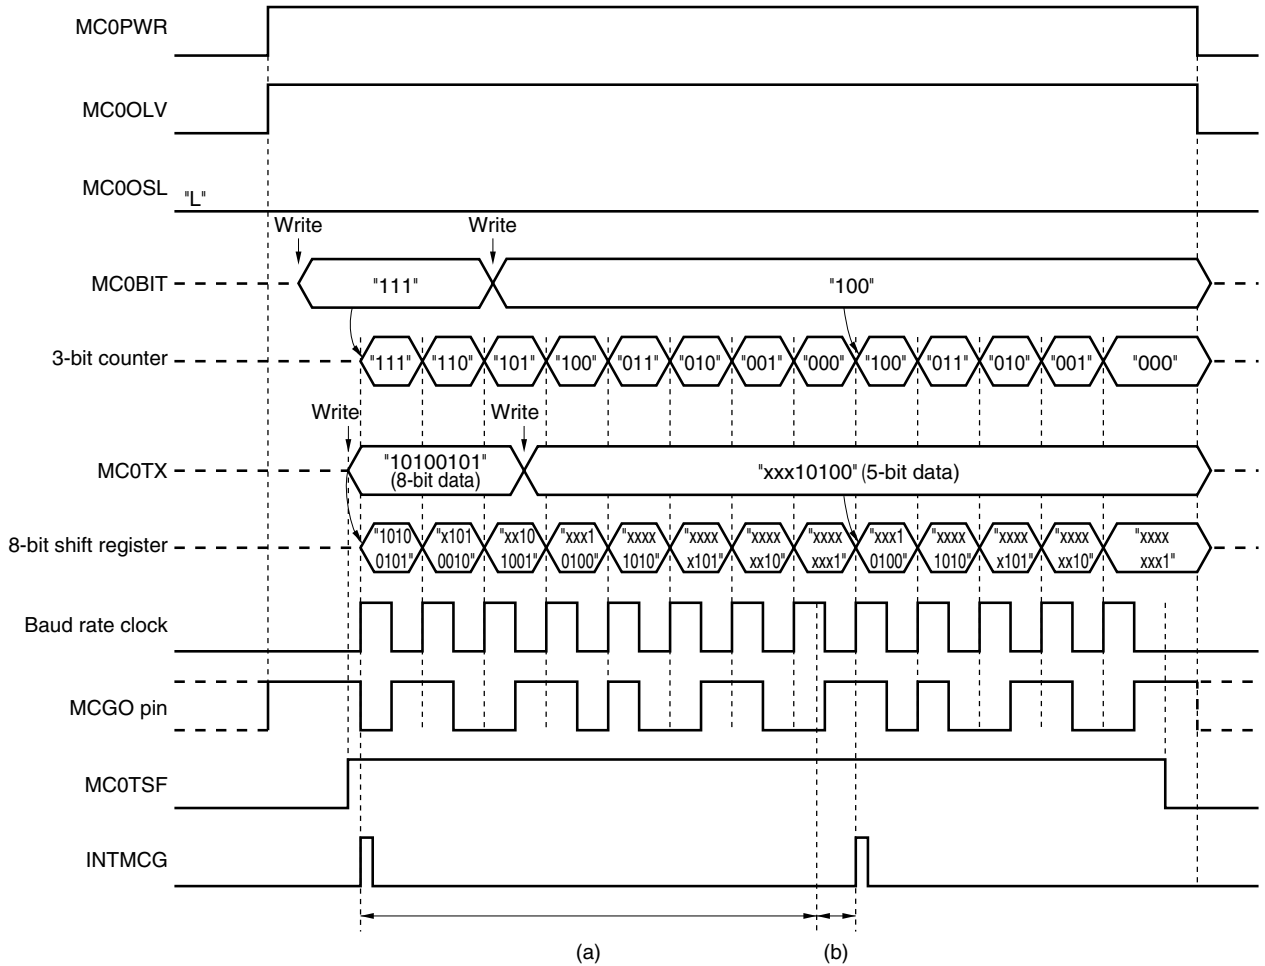 MC0PWR
MC0OLV
MC0OSL "L"
Write Write
MC0BIT "111" "100"
3-bit counter "111" "110" "101" "100" "011" "010" "001" "000" "100" "011" "010" "001" "000"
Write Write
MC0TX "10100101" "xxx10100" (5-bit data)
(8-bit data)
8-bit shift register "1010 "x101 "xx10 "xxx1 "xxxx "xxxx "xxxx "xxxx "xxx1 "xxxx "xxxx "xxxx "xxxx
0101" 0010" 1001" 0100" 1010" x101" xx10" xxx1" 0100" 1010" x101" xx10" xxx1"
Baud rate clock
MCGO pin
MC0TSF
INTMCG
(a) (b)